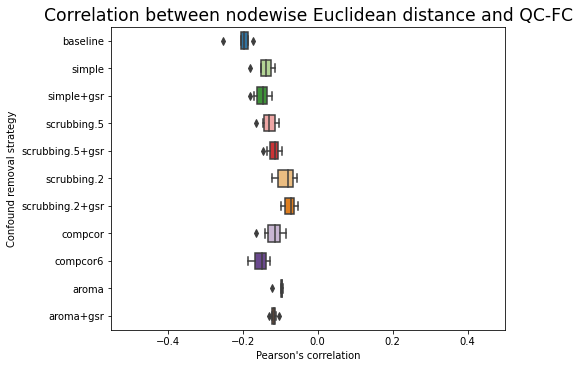 Correlation between nodewise Euclidean distance and QC-FC
Confound removal strategy
baseline
simple
simple+gsr
scrubbing.5
scrubbing.5+gsr
scrubbing.2
scrubbing.2+gsr
compcor
compcor6
aroma
aroma+gsr
−0.4 −0.2 0.0 0.2 0.4
Pearson's correlation